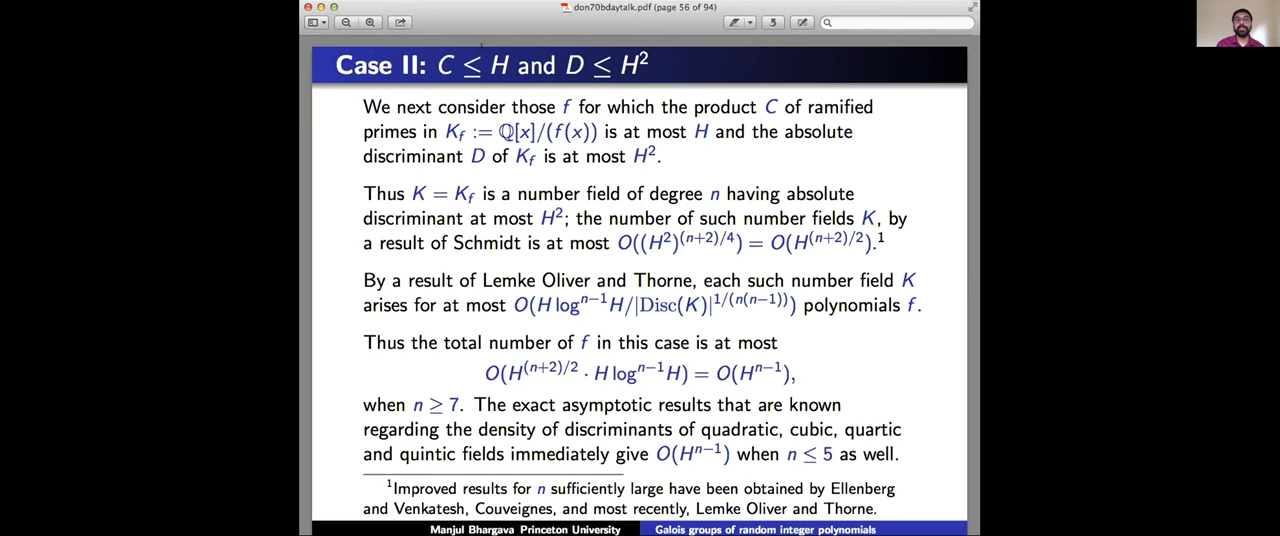 don70bdaytalk.pdf (page 56 of 94)
Case II: C ≤ H and D ≤ H²
We next consider those f for which the product C of ramified
primes in K_f := ℚ[x]/(f(x)) is at most H and the absolute
discriminant D of K_f is at most H².
Thus K = K_f is a number field of degree n having absolute
discriminant at most H²; the number of such number fields K, by
a result of Schmidt is at most O((H²)^{(n+2)/4}) = O(H^{(n+2)/2}).¹
By a result of Lemke Oliver and Thorne, each such number field K
arises for at most O(H log^{n−1} H/|Disc(K)|^{1/(n(n−1))}) polynomials f.
Thus the total number of f in this case is at most
O(H^{(n+2)/2} · H log^{n−1} H) = O(H^{n−1}),
when n ≥ 7. The exact asymptotic results that are known
regarding the density of discriminants of quadratic, cubic, quartic
and quintic fields immediately give O(H^{n−1}) when n ≤ 5 as well.
¹Improved results for n sufficiently large have been obtained by Ellenberg
and Venkatesh, Couveignes, and most recently, Lemke Oliver and Thorne.
Manjul Bhargava Princeton University Galois groups of random integer polynomials